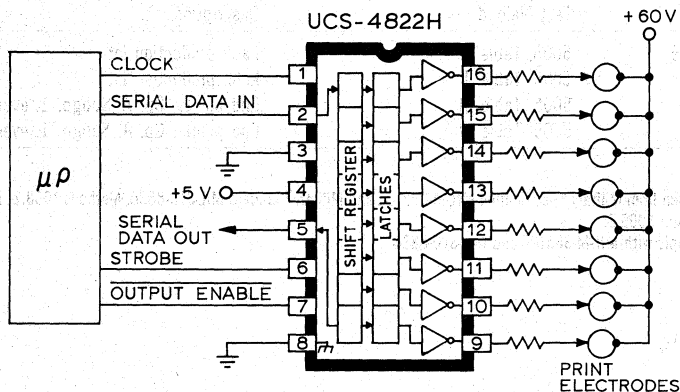 UCS-4822H
+60V
CLOCK
1
16
SERIAL DATA IN
2
15
3
14
μP
+5 V
4
13
SERIAL
DATA OUT
5
12
STROBE
6
11
OUTPUT ENABLE
7
10
8
9
SHIFT REGISTER
LATCHES
PRINT
ELECTRODES